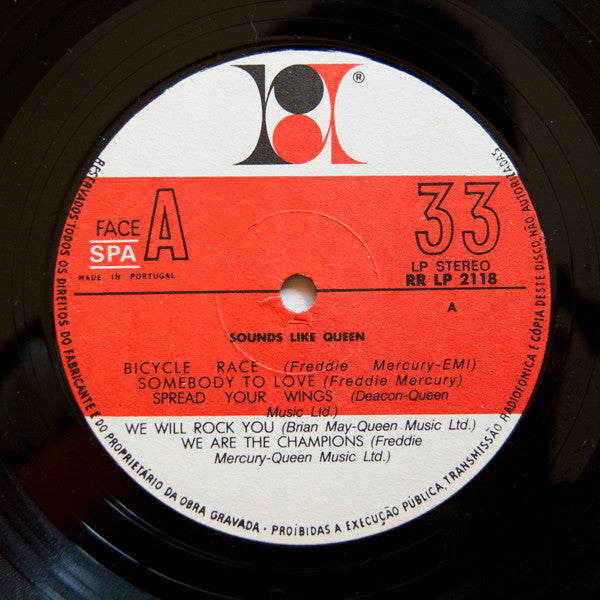 ®
FACE A
SPA
MADE IN PORTUGAL
33
LP STEREO
RR LP 2118
A
SOUNDS LIKE QUEEN
BICYCLE RACE (Freddie Mercury-EMI)
SOMEBODY TO LOVE (Freddie Mercury)
SPREAD YOUR WINGS (Deacon-Queen
Music Ltd.)
WE WILL ROCK YOU (Brian May-Queen Music Ltd.)
WE ARE THE CHAMPIONS (Freddie
Mercury-Queen Music Ltd.)
RESERVADOS TODOS OS DIREITOS DO FABRICANTE E DO PROPRIETÁRIO DA OBRA GRAVADA · PROÍBIDAS A EXECUÇÃO PÚBLICA, TRANSMISSÃO RADIOFÓNICA E CÓPIA DESTE DISCO, NÃO AUTORIZADAS